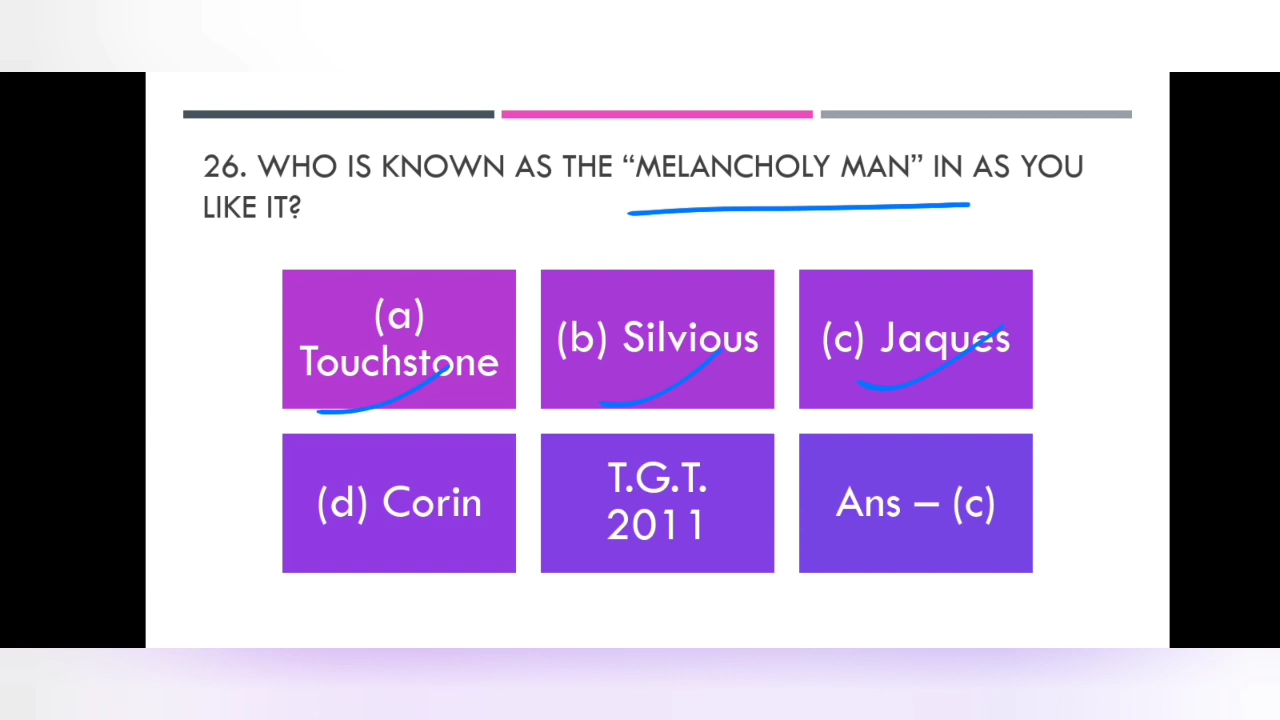 26. WHO IS KNOWN AS THE “MELANCHOLY MAN” IN AS YOU
LIKE IT?
(a)
Touchstone
(b) Silvious
(c) Jaques
(d) Corin
T.G.T.
2011
Ans – (c)